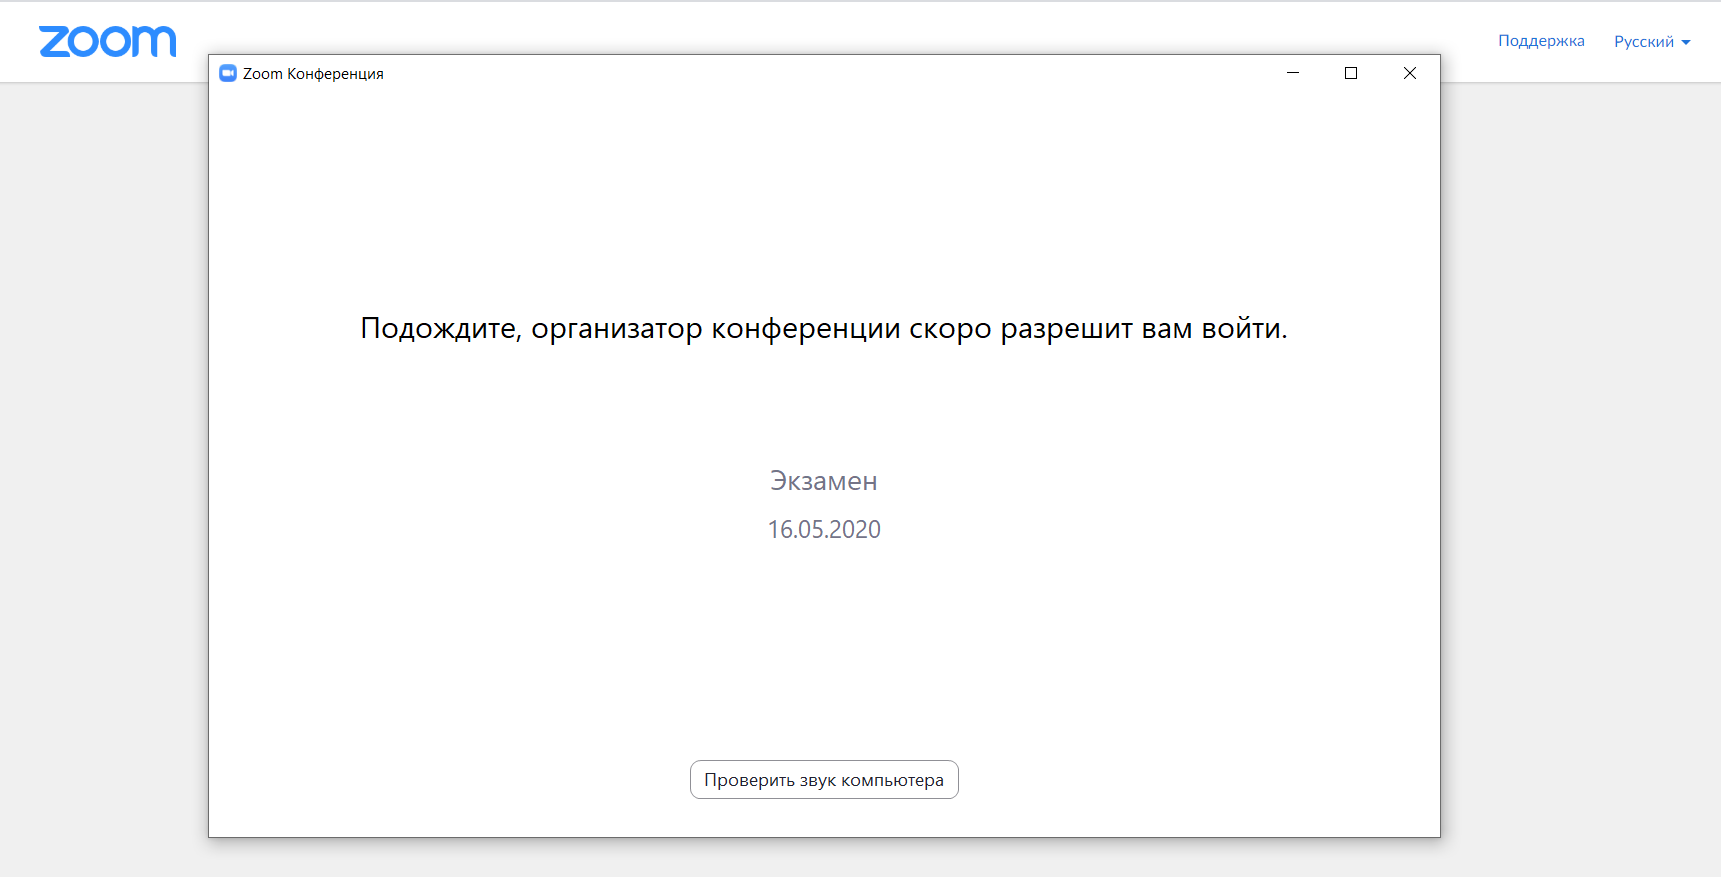 zoom
Поддержка
Русский
Zoom Конференция
Подождите, организатор конференции скоро разрешит вам войти.
Экзамен
16.05.2020
Проверить звук компьютера